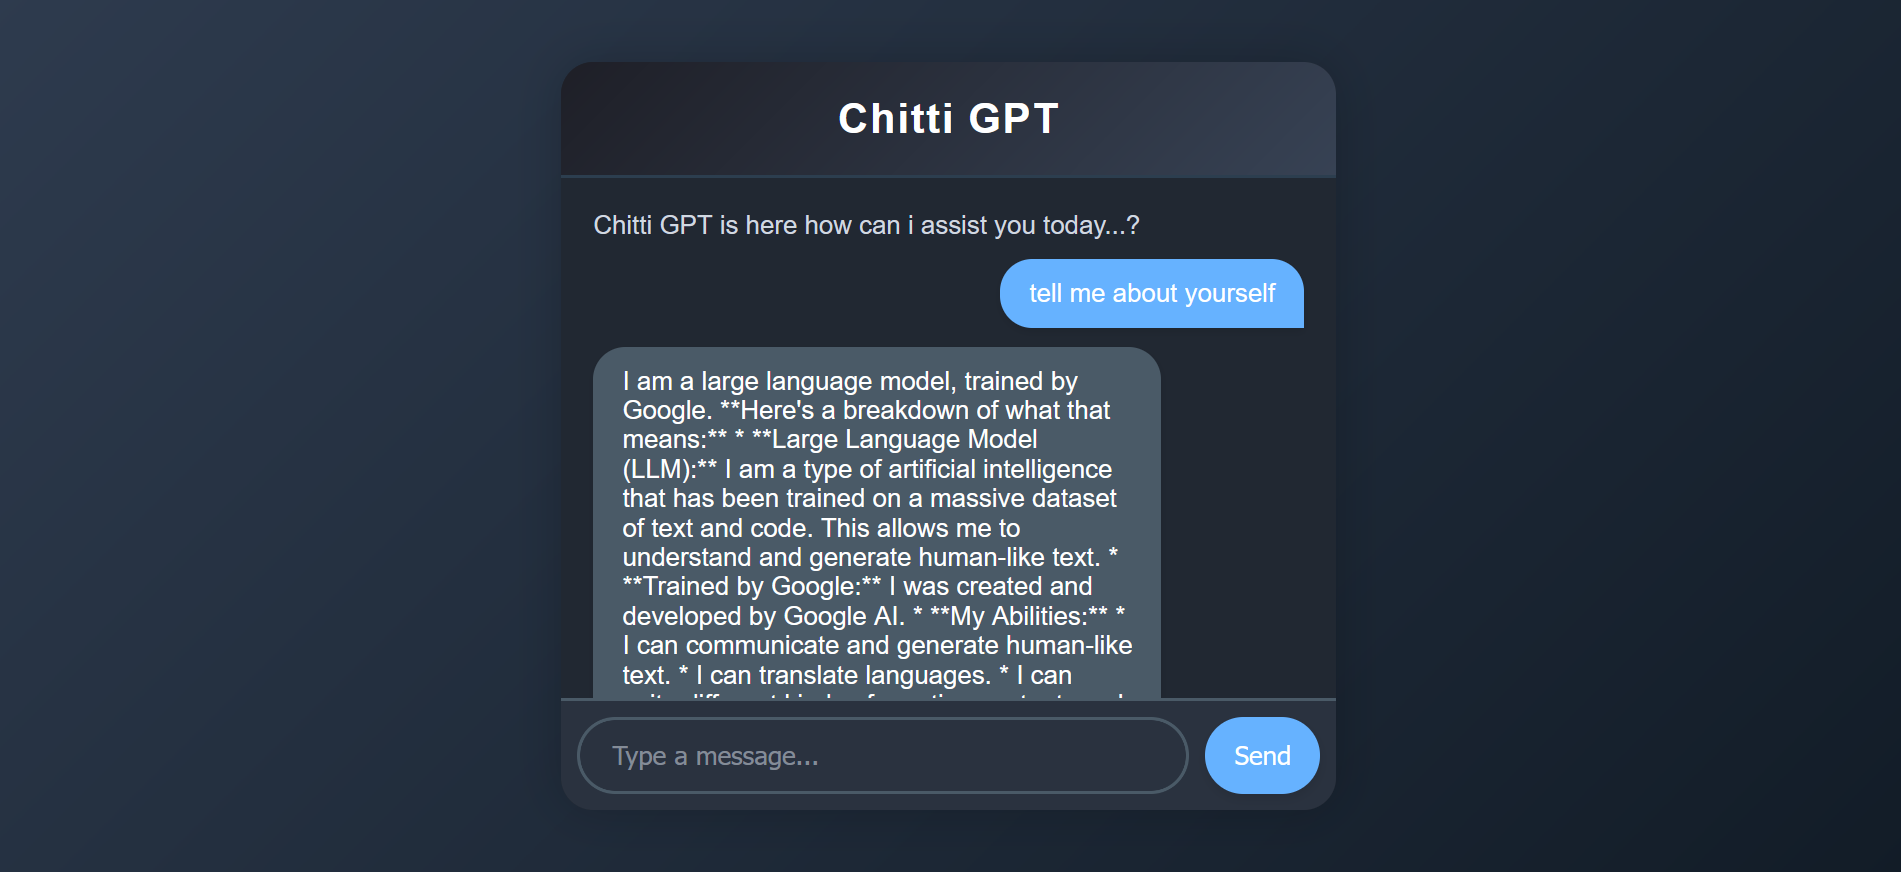 Chitti GPT
Chitti GPT is here how can i assist you today...?
tell me about yourself
I am a large language model, trained by
Google. **Here's a breakdown of what that
means:** * **Large Language Model
(LLM):** I am a type of artificial intelligence
that has been trained on a massive dataset
of text and code. This allows me to
understand and generate human-like text. *
**Trained by Google:** I was created and
developed by Google AI. * **My Abilities:** *
I can communicate and generate human-like
text. * I can translate languages. * I can
Type a message...
Send